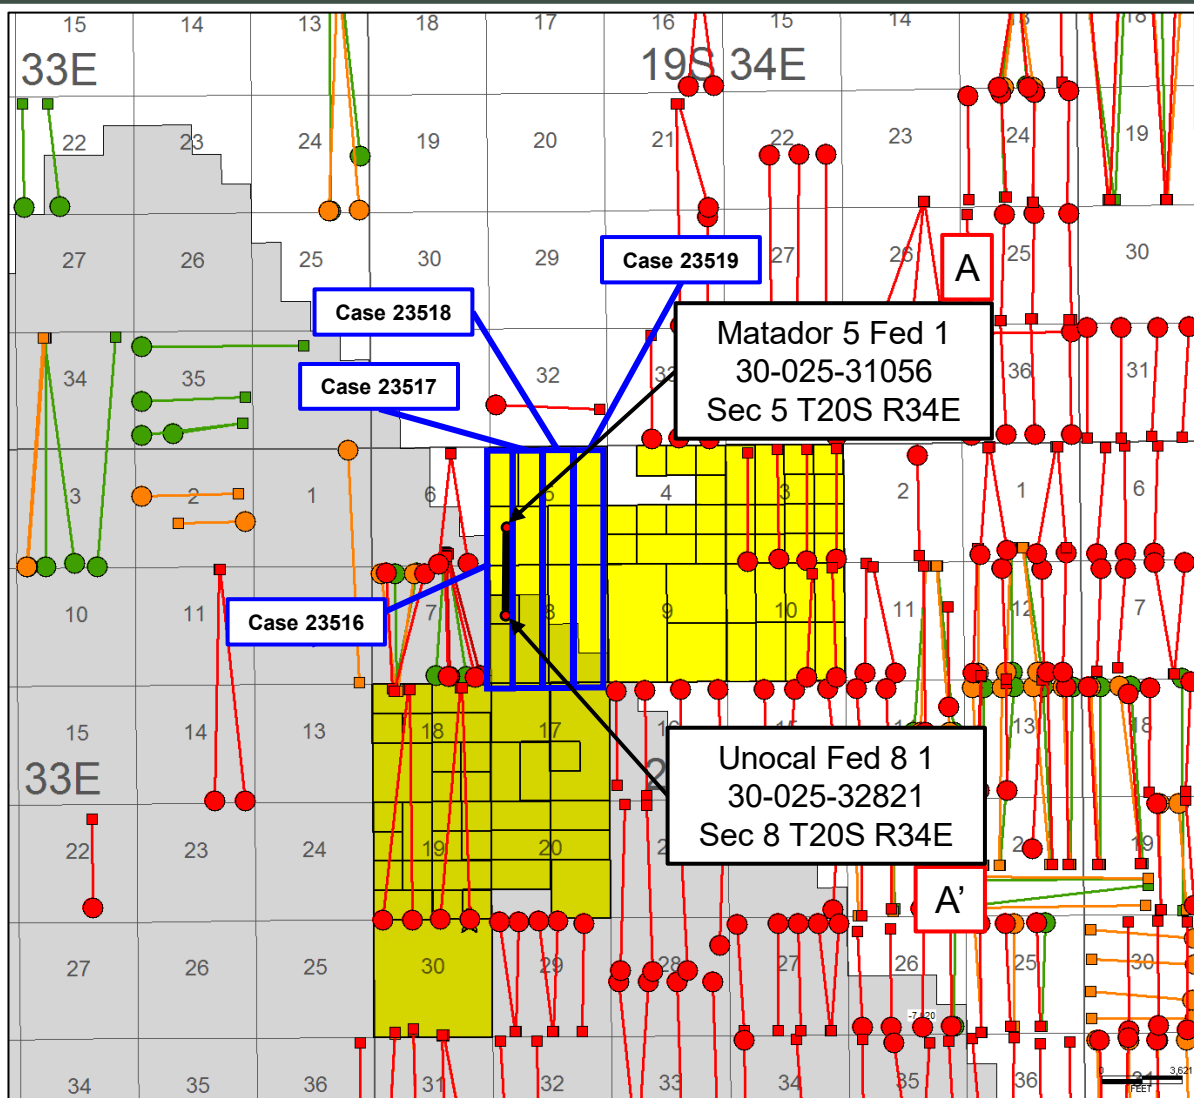 15 14 13 18 17 16 15 14 18
33E 19S 34E
22 23 24 19 20 21 22 23 24 19
27 26 25 30 29 27 26 25 30
A
Case 23519
Case 23518
Case 23517
34 35 32 36 31
Matador 5 Fed 1
30-025-31056
Sec 5 T20S R34E
3 2 1 6 5 4 3 2 1 6
10 11 7 8 9 10 11 12 7
Case 23516
15 14 13 18 17 13 18
33E
Unocal Fed 8 1
30-025-32821
Sec 8 T20S R34E
22 23 24 19 20 19
A’
27 26 25 30 29 28 27 26 25 30
34 35 36 31 32 33 34 35 36 31
0 3,621
FEET